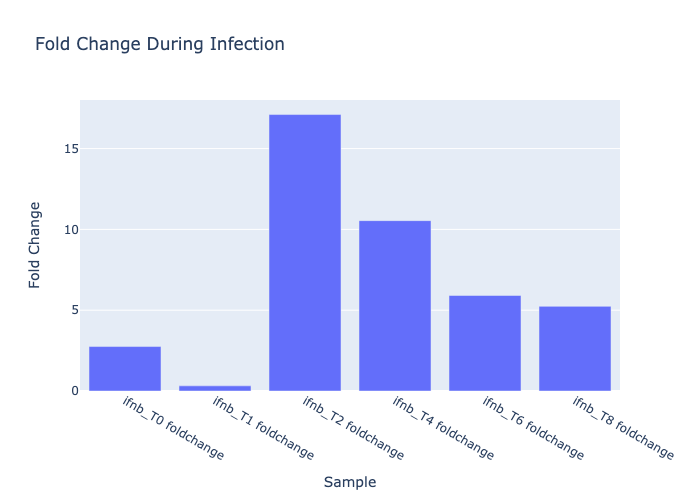 Fold Change During Infection
Fold Change
15
10
5
0
ifnb_T0 foldchange
ifnb_T1 foldchange
ifnb_T2 foldchange
ifnb_T4 foldchange
ifnb_T6 foldchange
ifnb_T8 foldchange
Sample